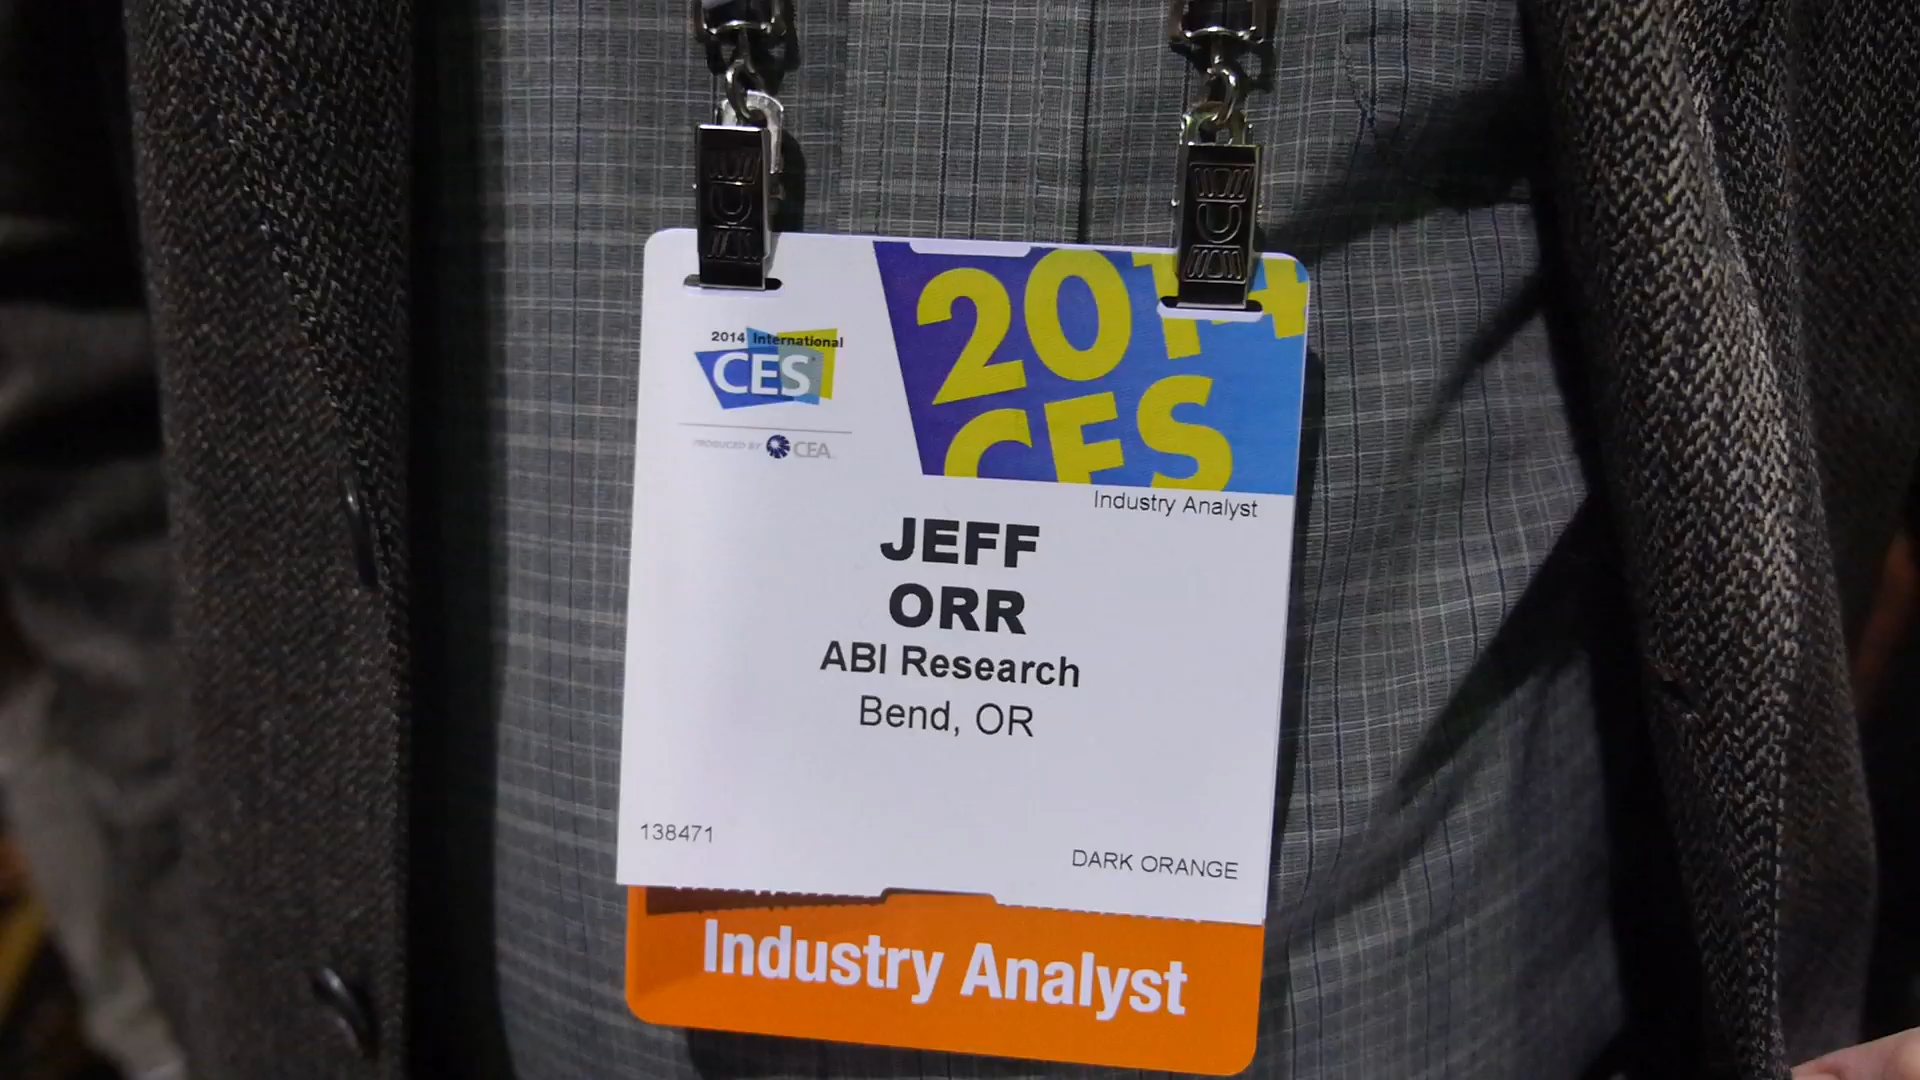 2014 International
CES
PRODUCED BY CEA
2014
CES
Industry Analyst
JEFF
ORR
ABI Research
Bend, OR
138471
DARK ORANGE
Industry Analyst